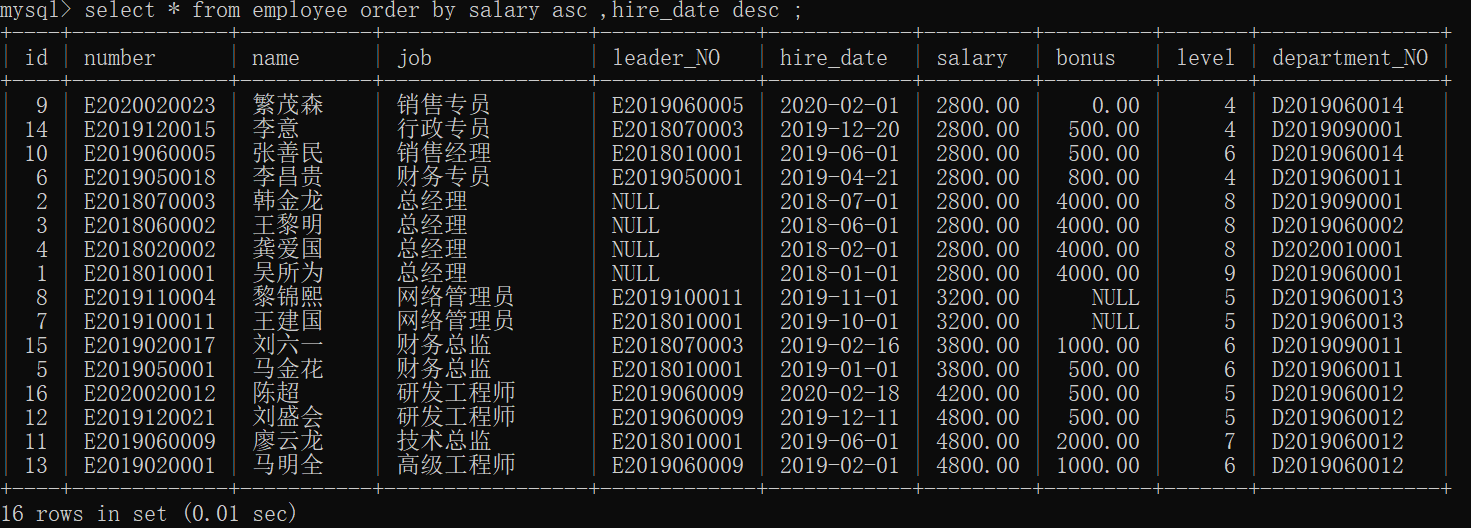 mysql> select * from employee order by salary asc ,hire_date desc ;
+----+-------------+-----------+-----------------+-------------+------------+---------+---------+-------+---------------+
| id | number | name | job | leader_NO | hire_date | salary | bonus | level | department_NO |
+----+-------------+-----------+-----------------+-------------+------------+---------+---------+-------+---------------+
| 9 | E2020020023 | 繁茂森 | 销售专员 | E2019060005 | 2020-02-01 | 2800.00 | 0.00 | 4 | D2019060014 |
| 14 | E2019120015 | 李意 | 行政专员 | E2018070003 | 2019-12-20 | 2800.00 | 500.00 | 4 | D2019090001 |
| 10 | E2019060005 | 张善民 | 销售经理 | E2018010001 | 2019-06-01 | 2800.00 | 500.00 | 6 | D2019060014 |
| 6 | E2019050018 | 李昌贵 | 财务专员 | E2019050001 | 2019-04-21 | 2800.00 | 800.00 | 4 | D2019060011 |
| 2 | E2018070003 | 韩金龙 | 总经理 | NULL | 2018-07-01 | 2800.00 | 4000.00 | 8 | D2019090001 |
| 3 | E2018060002 | 王黎明 | 总经理 | NULL | 2018-06-01 | 2800.00 | 4000.00 | 8 | D2019060002 |
| 4 | E2018020002 | 龚爱国 | 总经理 | NULL | 2018-02-01 | 2800.00 | 4000.00 | 8 | D2020010001 |
| 1 | E2018010001 | 吴所为 | 总经理 | NULL | 2018-01-01 | 2800.00 | 4000.00 | 9 | D2019060001 |
| 8 | E2019110004 | 黎锦熙 | 网络管理员 | E2019100011 | 2019-11-01 | 3200.00 | NULL | 5 | D2019060013 |
| 7 | E2019100011 | 王建国 | 网络管理员 | E2018010001 | 2019-10-01 | 3200.00 | NULL | 5 | D2019060013 |
| 15 | E2019020017 | 刘六一 | 财务总监 | E2018070003 | 2019-02-16 | 3800.00 | 1000.00 | 6 | D2019090011 |
| 5 | E2019050001 | 马金花 | 财务总监 | E2018010001 | 2019-01-01 | 3800.00 | 500.00 | 6 | D2019060011 |
| 16 | E2020020012 | 陈超 | 研发工程师 | E2019060009 | 2020-02-18 | 4200.00 | 500.00 | 5 | D2019060012 |
| 12 | E2019120021 | 刘盛会 | 研发工程师 | E2019060009 | 2019-12-11 | 4800.00 | 500.00 | 5 | D2019060012 |
| 11 | E2019060009 | 廖云龙 | 技术总监 | E2018010001 | 2019-06-01 | 4800.00 | 2000.00 | 7 | D2019060012 |
| 13 | E2019020001 | 马明全 | 高级工程师 | E2019060009 | 2019-02-01 | 4800.00 | 1000.00 | 6 | D2019060012 |
+----+-------------+-----------+-----------------+-------------+------------+---------+---------+-------+---------------+
16 rows in set (0.01 sec)